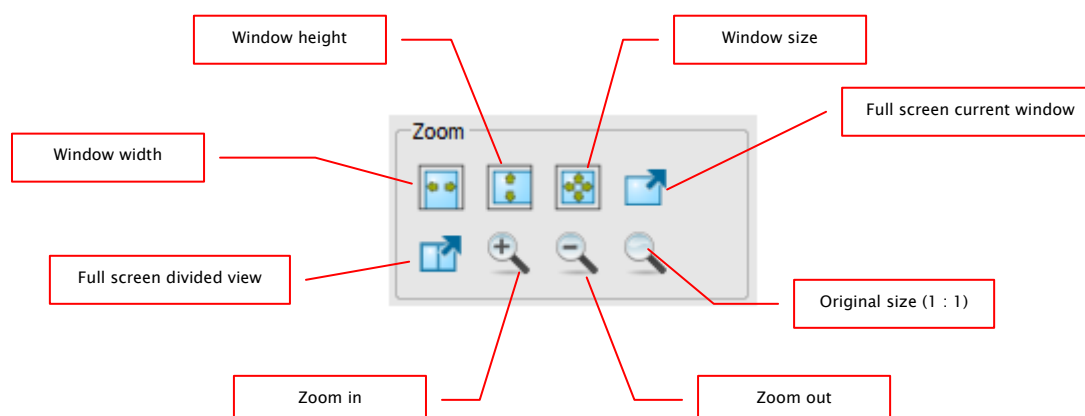 Window height
Window size
Full screen current window
Zoom
Window width
Full screen divided view
Original size (1 : 1)
Zoom in
Zoom out